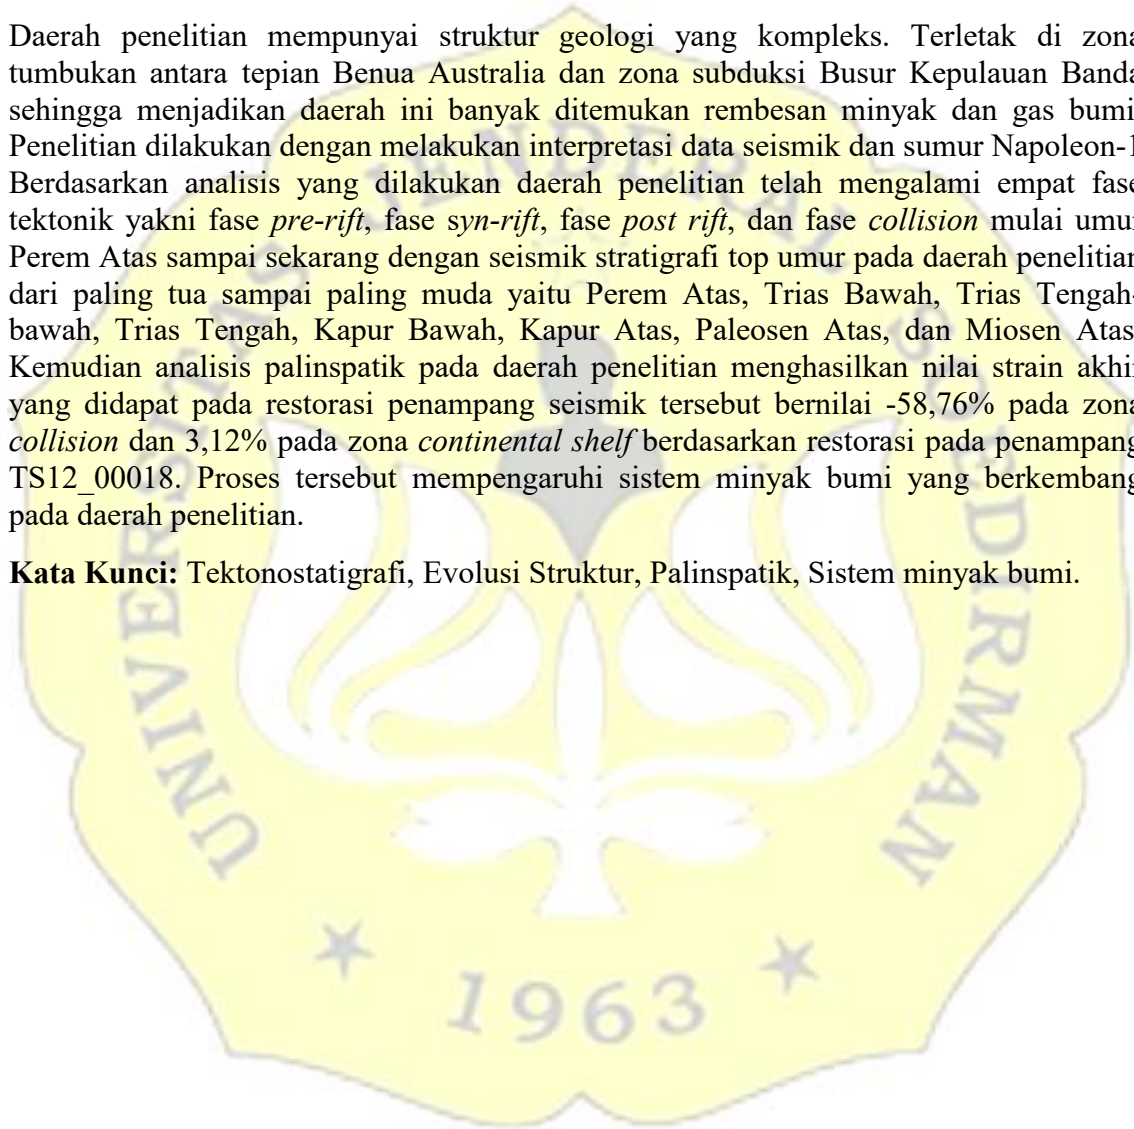 Daerah penelitian mempunyai struktur geologi yang kompleks. Terletak di zona
tumbukan antara tepian Benua Australia dan zona subduksi Busur Kepulauan Banda
sehingga menjadikan daerah ini banyak ditemukan rembesan minyak dan gas bumi.
Penelitian dilakukan dengan melakukan interpretasi data seismik dan sumur Napoleon-1
Berdasarkan analisis yang dilakukan daerah penelitian telah mengalami empat fase
tektonik yakni fase pre-rift, fase syn-rift, fase post rift, dan fase collision mulai umur
Perem Atas sampai sekarang dengan seismik stratigrafi top umur pada daerah penelitian
dari paling tua sampai paling muda yaitu Perem Atas, Trias Bawah, Trias Tengah-
bawah, Trias Tengah, Kapur Bawah, Kapur Atas, Paleosen Atas, dan Miosen Atas.
Kemudian analisis palinspatik pada daerah penelitian menghasilkan nilai strain akhir
yang didapat pada restorasi penampang seismik tersebut bernilai -58,76% pada zona
collision dan 3,12% pada zona continental shelf berdasarkan restorasi pada penampang
TS12_00018. Proses tersebut mempengaruhi sistem minyak bumi yang berkembang
pada daerah penelitian.
Kata Kunci: Tektonostatigrafi, Evolusi Struktur, Palinspatik, Sistem minyak bumi.
UNIVERSITAS JENDERAL SOEDIRMAN
1963